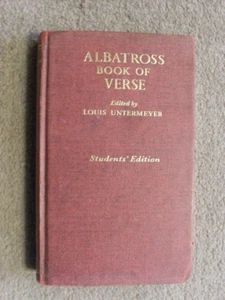 ALBATROSS
BOOK OF
VERSE
Edited by
LOUIS UNTERMEYER
Students' Edition